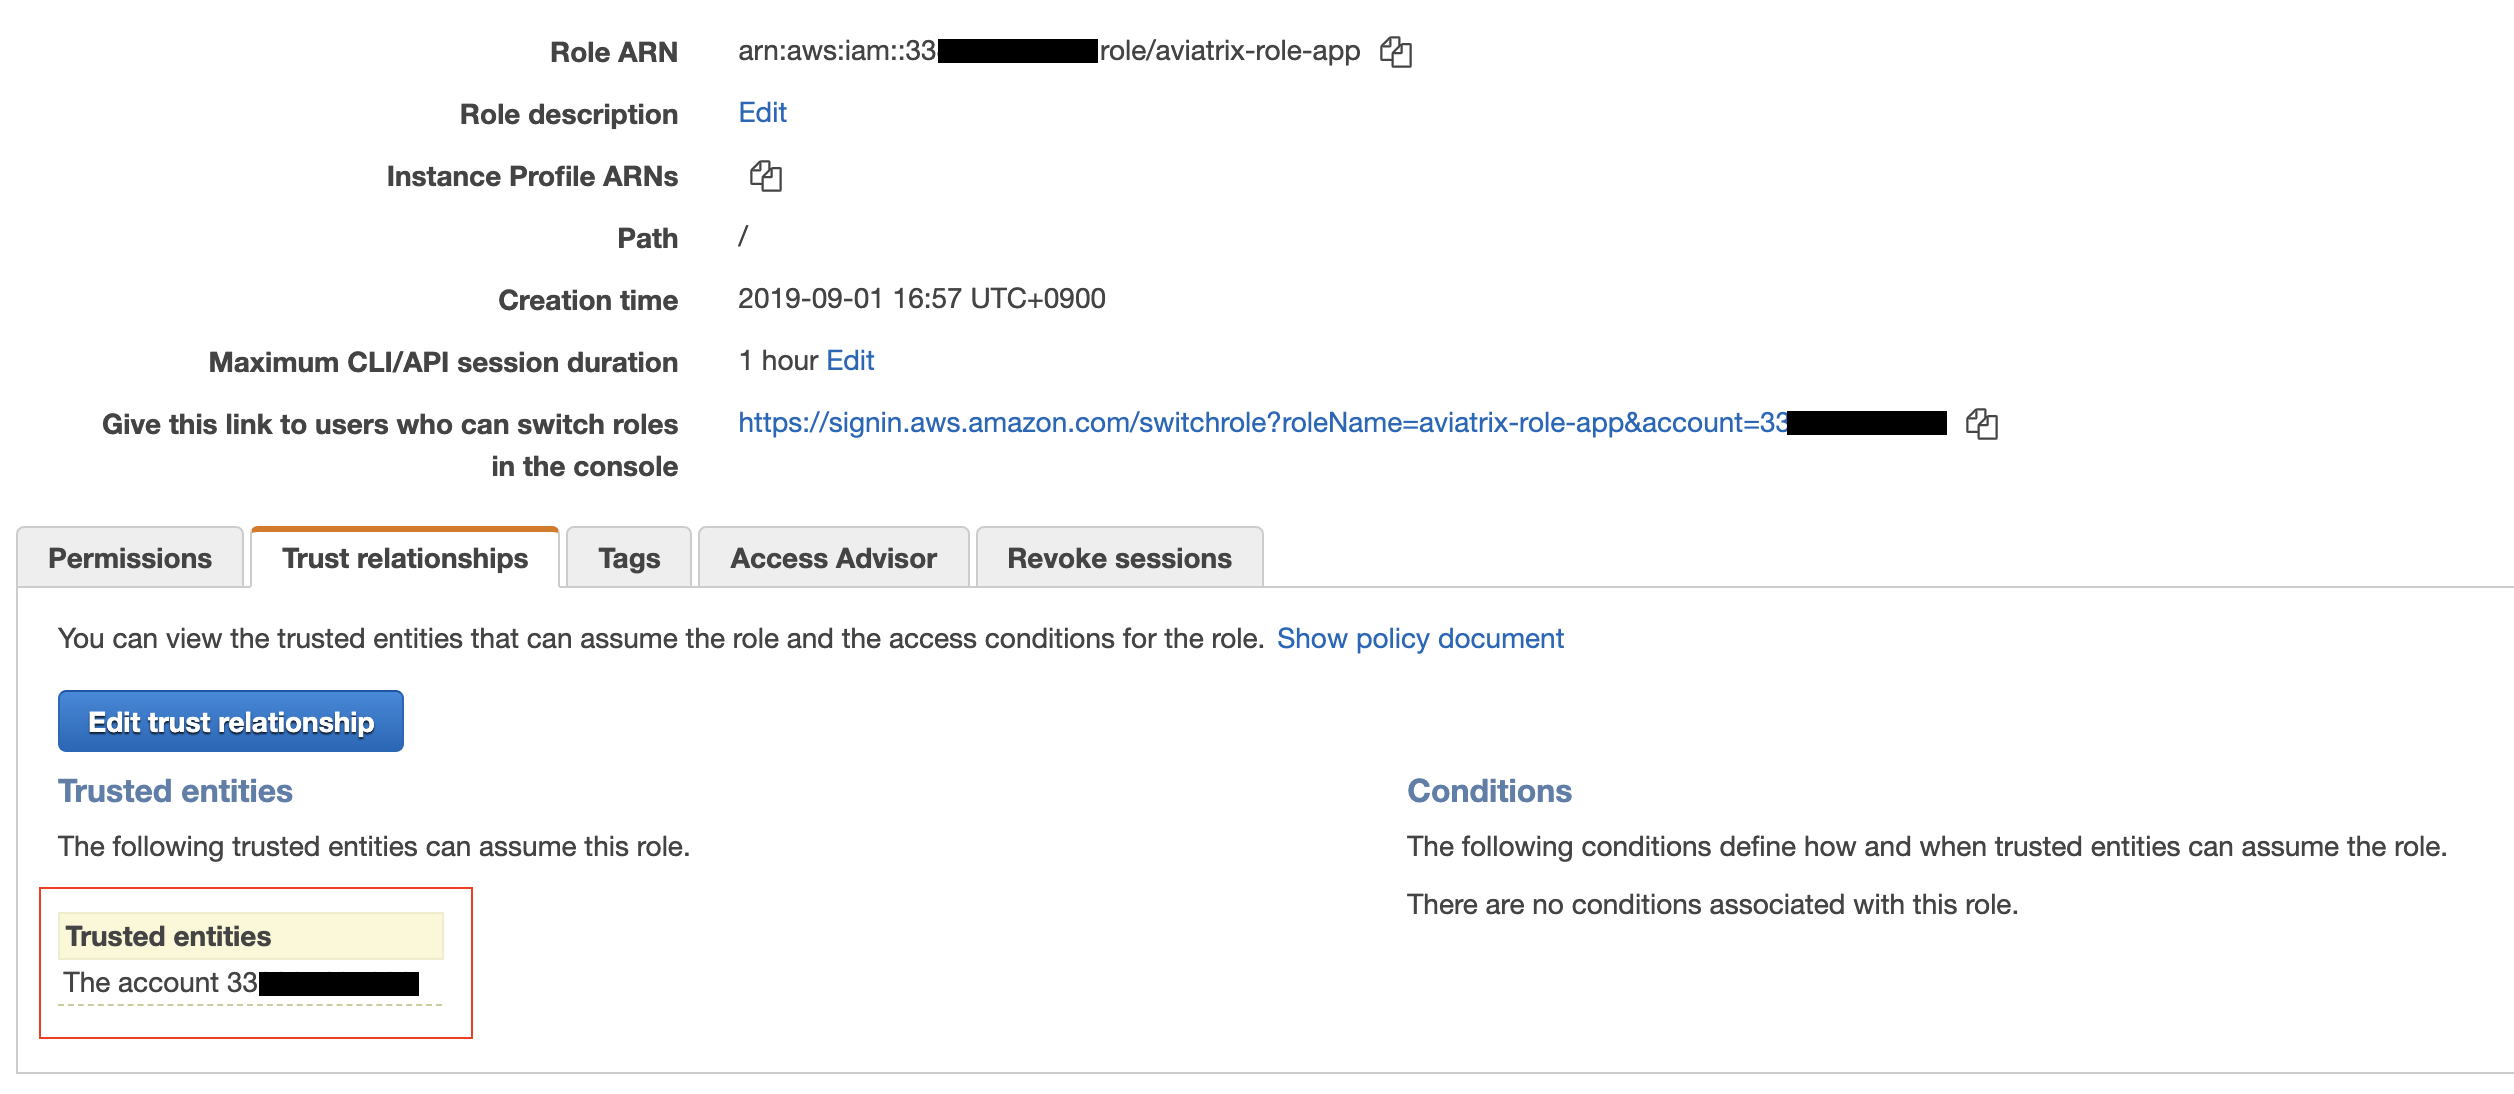 Role ARN arn:aws:iam::33 role/aviatrix-role-app
Role description Edit
Instance Profile ARNs
Path /
Creation time 2019-09-01 16:57 UTC+0900
Maximum CLI/API session duration 1 hour Edit
Give this link to users who can switch roles https://signin.aws.amazon.com/switchrole?roleName=aviatrix-role-app&account=33
in the console
Permissions Trust relationships Tags Access Advisor Revoke sessions
You can view the trusted entities that can assume the role and the access conditions for the role. Show policy document
Edit trust relationship
Trusted entities
The following trusted entities can assume this role.
Trusted entities
The account 33
Conditions
The following conditions define how and when trusted entities can assume the role.
There are no conditions associated with this role.